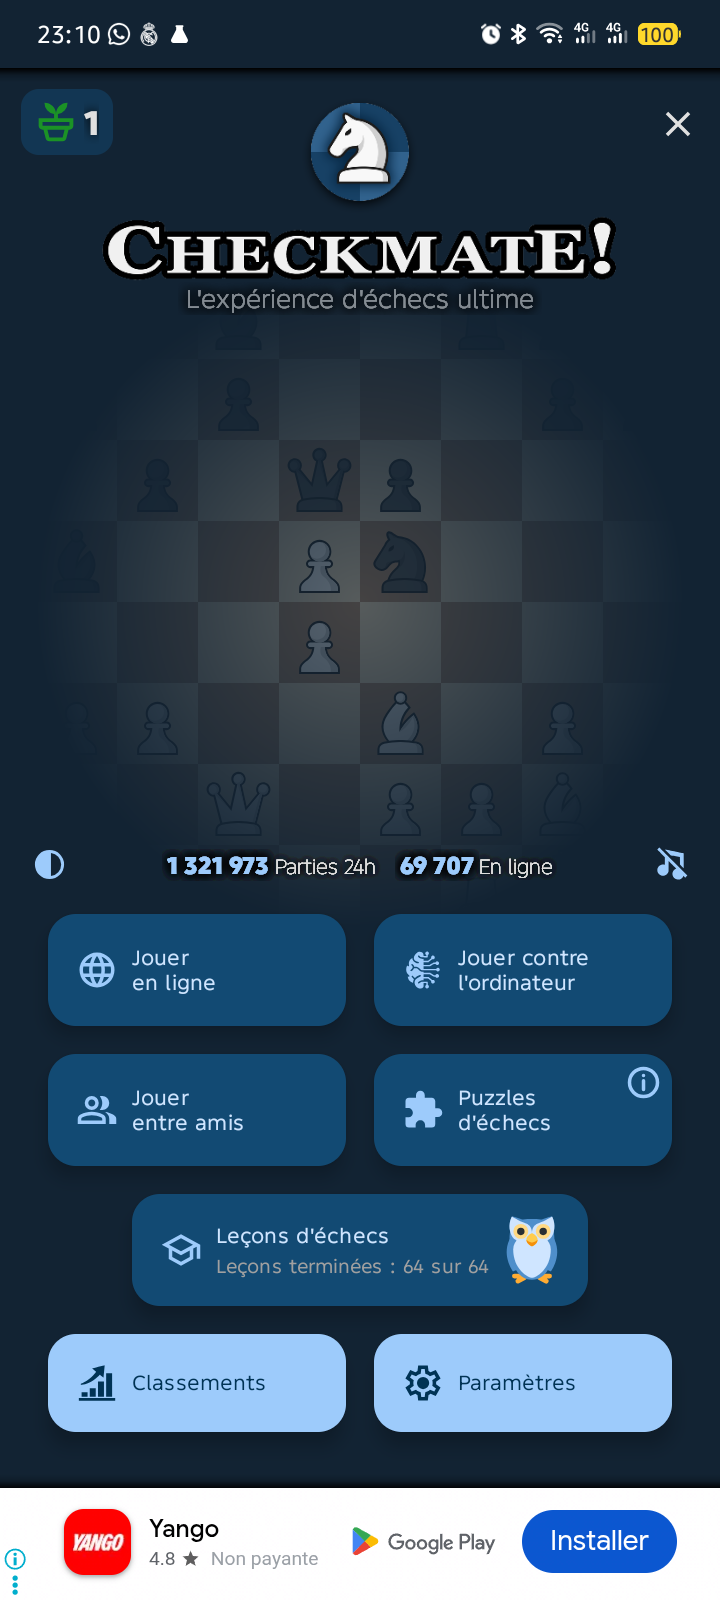 23:10
4G 4G 100
1
CHECKMATE!
L'expérience d'échecs ultime
1 321 973 Parties 24h 69 707 En ligne
Jouer
en ligne
Jouer contre
l'ordinateur
Jouer
entre amis
Puzzles
d'échecs
Leçons d'échecs
Leçons terminées : 64 sur 64
Classements
Paramètres
YANGO
Yango
4.8 ★ Non payante
Google Play
Installer